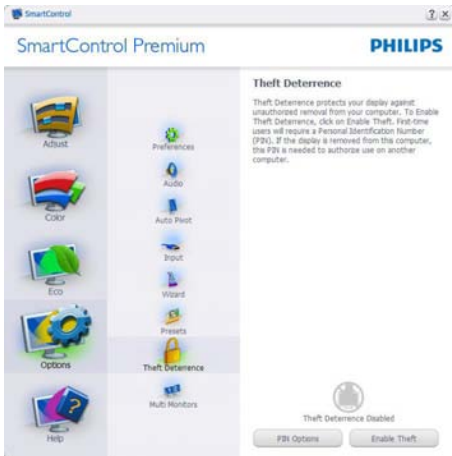 SmartControl
SmartControl Premium
PHILIPS
Adjust
Color
Eco
Options
Help
Preferences
Audio
Auto Pivot
Input
Wizard
Presets
Theft Deterrence
Multi Monitors
Theft Deterrence
Theft Deterrence protects your display against
unauthorized removal from your computer. To Enable
Theft Deterrence, click on Enable Theft. First-time
users will require a Personal Identification Number
(PIN). If the display is removed from this computer,
the PIN is needed to authorize use on another
computer.
Theft Deterrence Disabled
PIN Options
Enable Theft